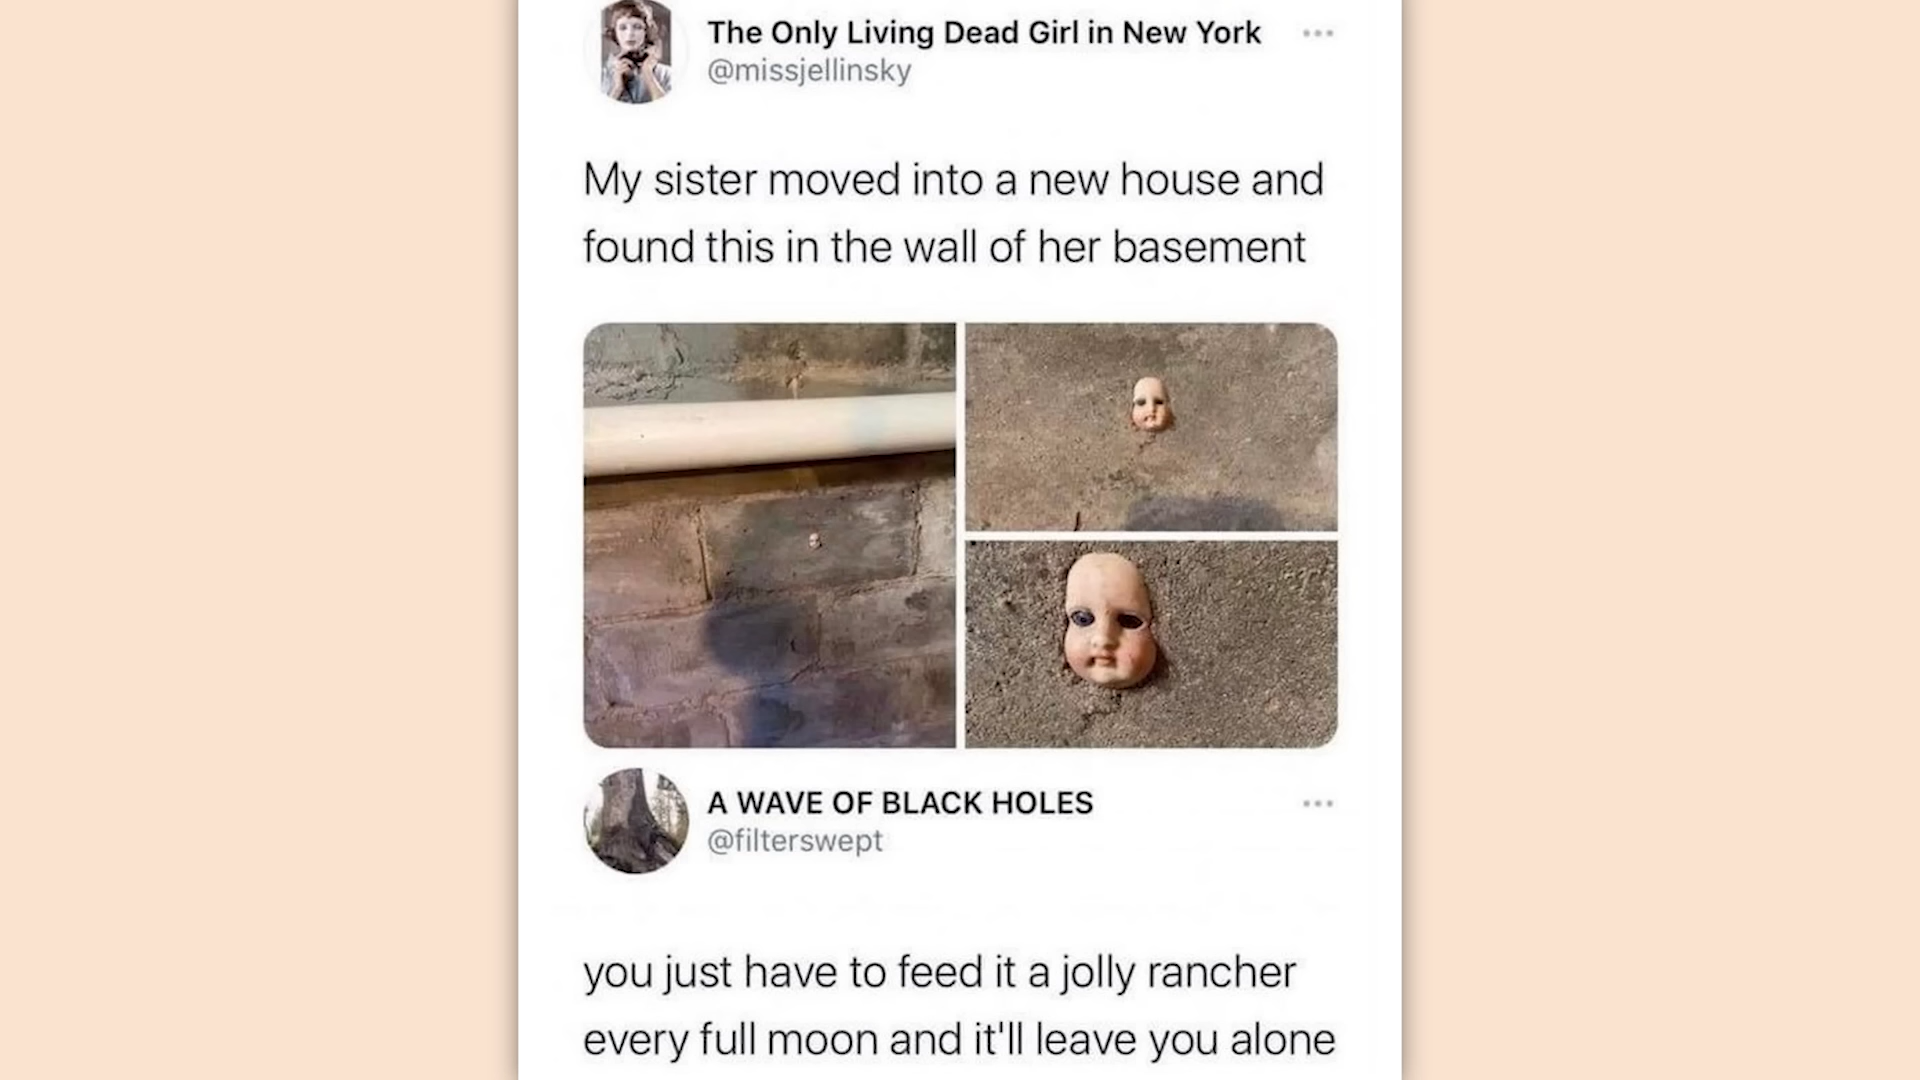 The Only Living Dead Girl in New York
@missjellinsky
My sister moved into a new house and
found this in the wall of her basement
A WAVE OF BLACK HOLES
@filterswept
you just have to feed it a jolly rancher
every full moon and it'll leave you alone